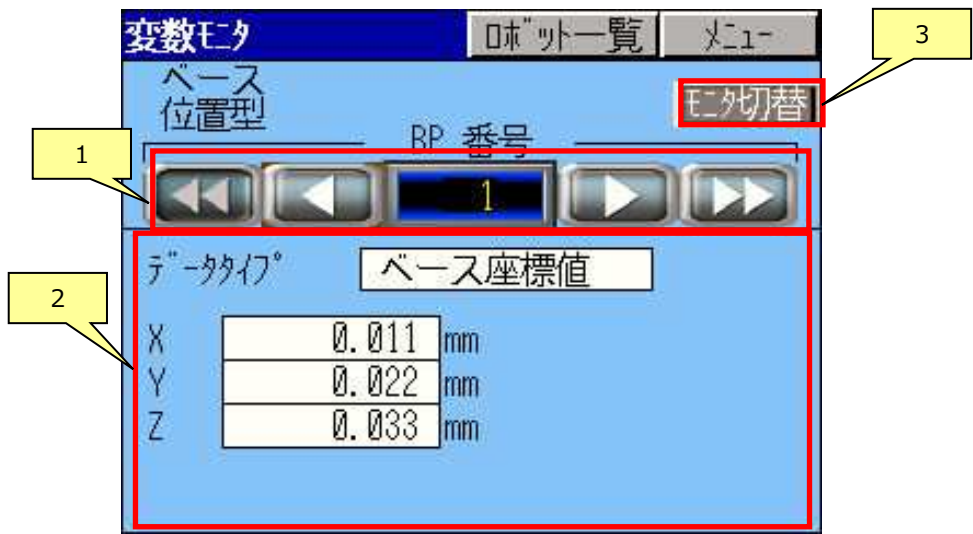 変数ﾓﾆﾀ ﾛﾎﾞｯﾄ一覧 ﾒﾆｭｰ
3
ベース
位置型
ﾓﾆﾀ切替
1
BP 番号
1
ﾃﾞｰﾀﾀｲﾌﾟ ベース座標値
2
X 0.011 mm
Y 0.022 mm
Z 0.033 mm